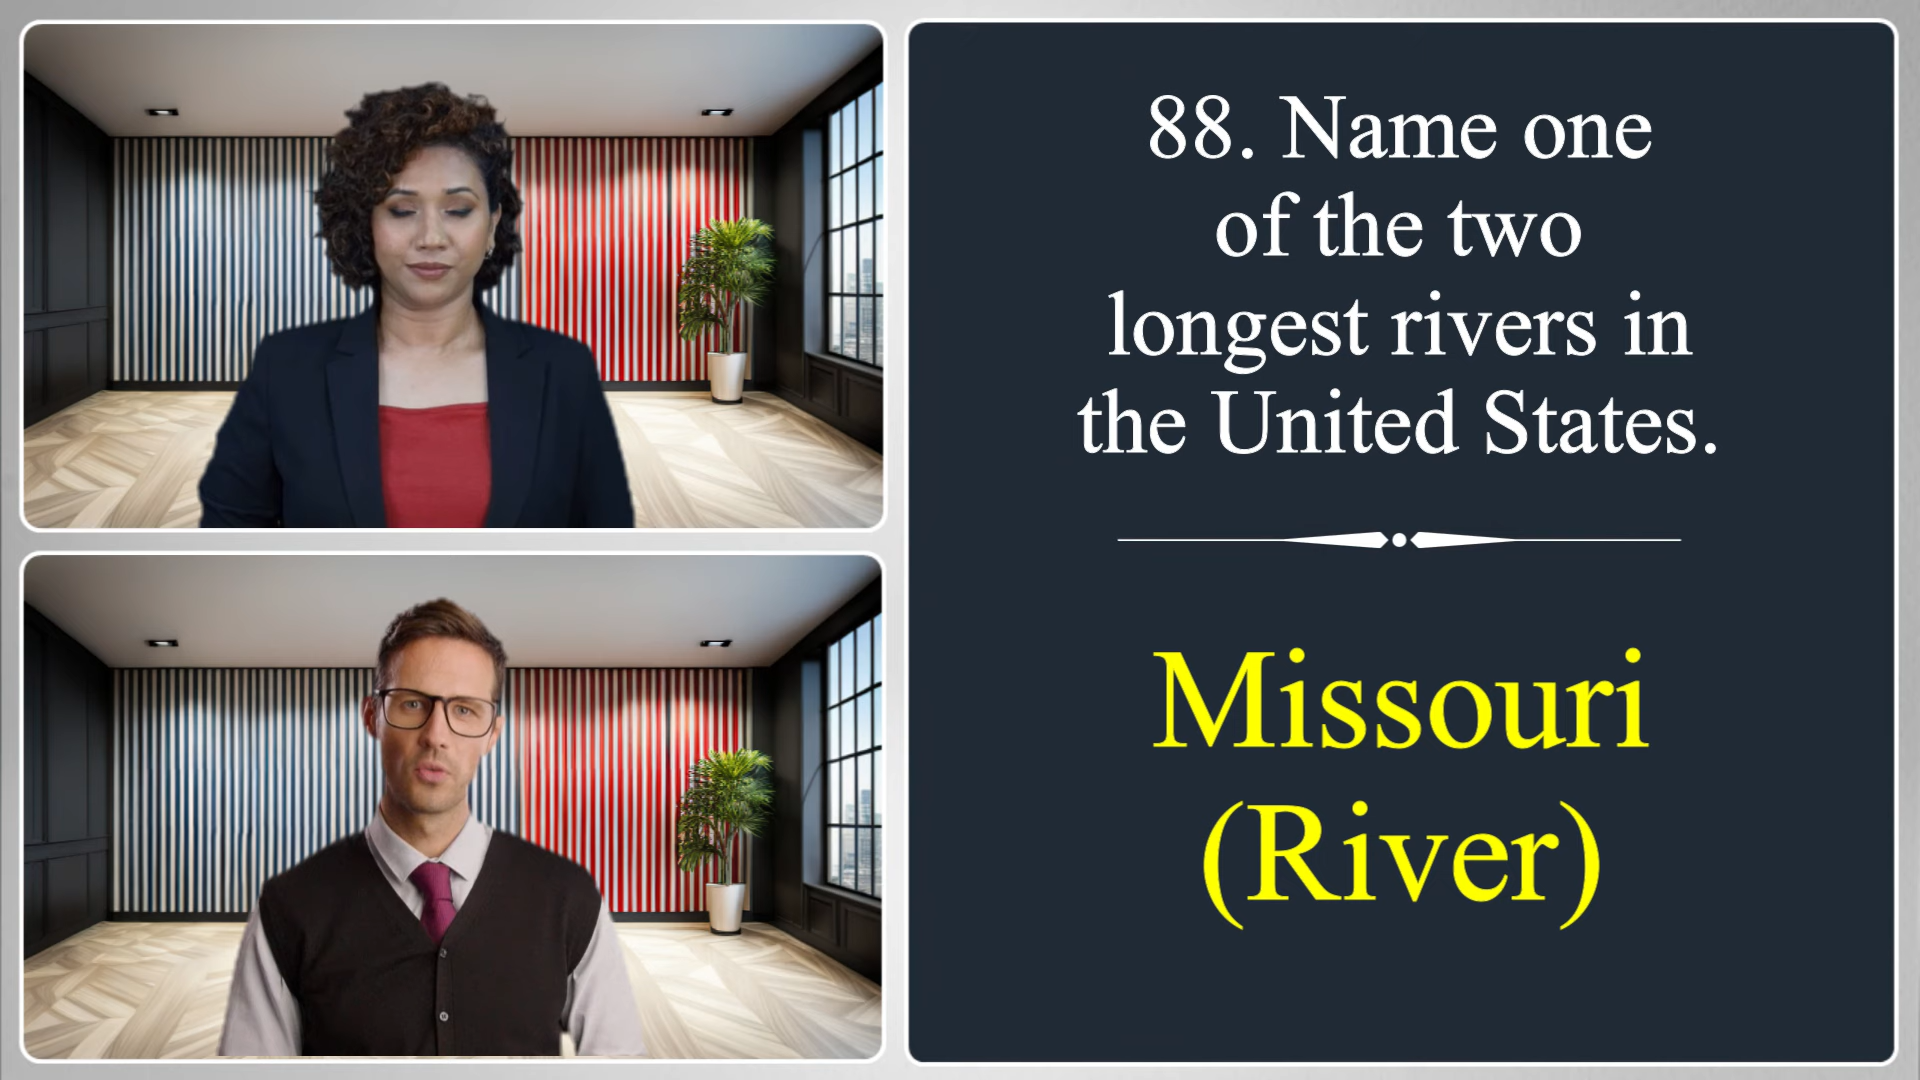 88. Name one
of the two
longest rivers in
the United States.
Missouri
(River)